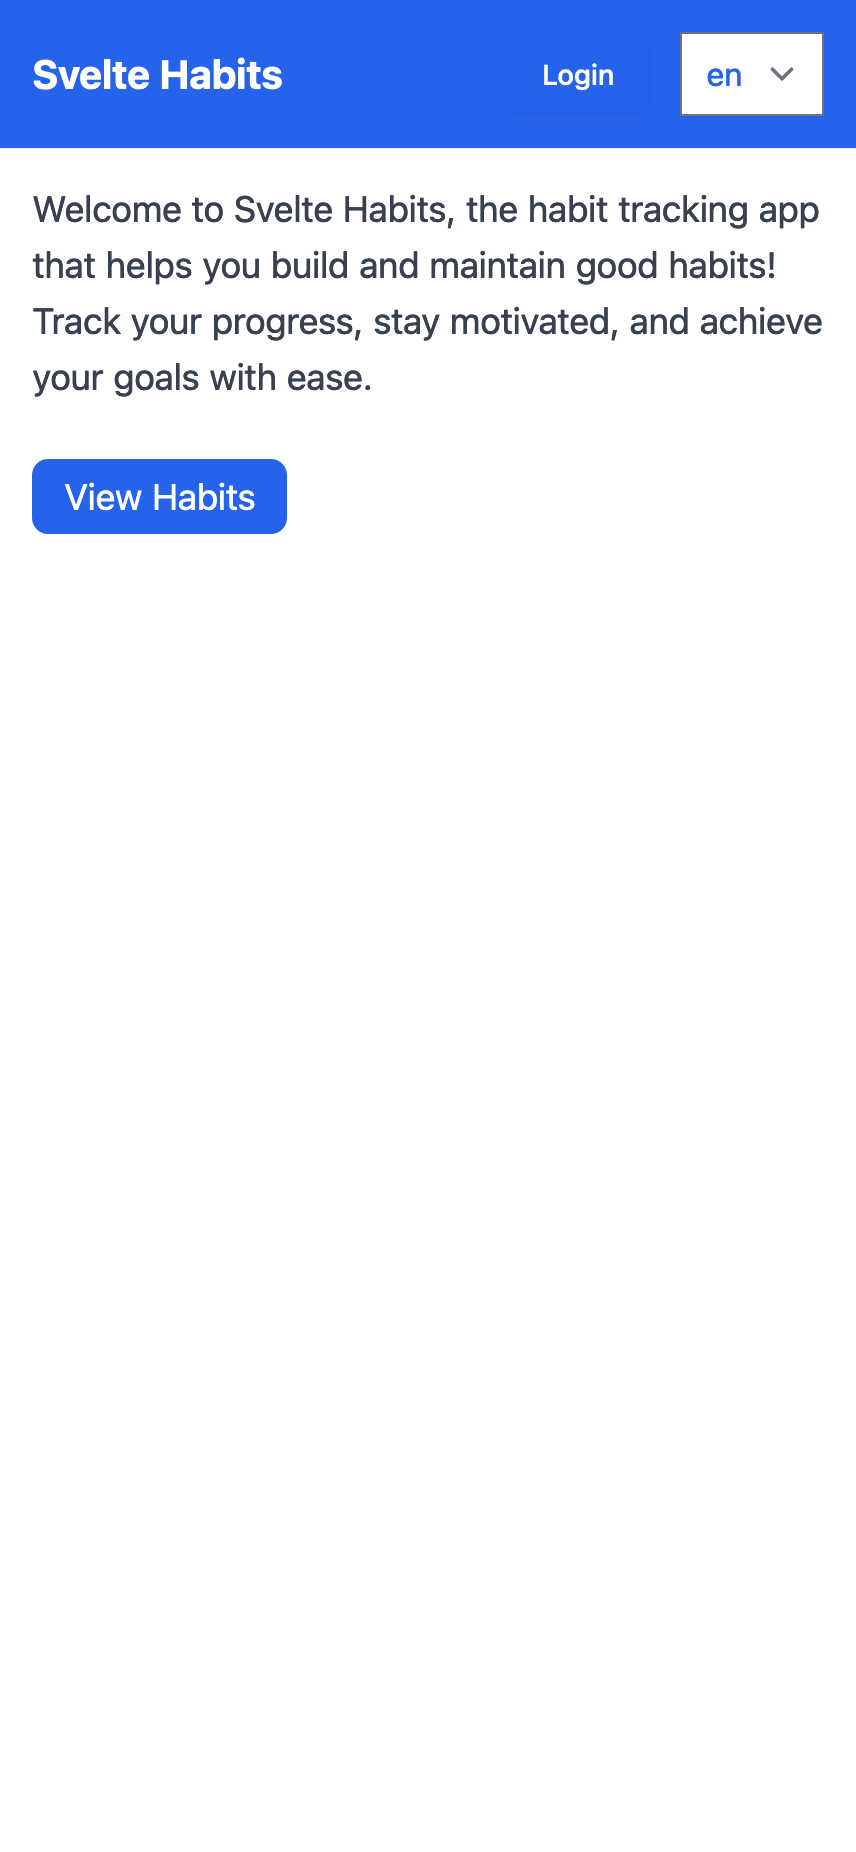 Svelte Habits
Login
en
Welcome to Svelte Habits, the habit tracking app
that helps you build and maintain good habits!
Track your progress, stay motivated, and achieve
your goals with ease.
View Habits